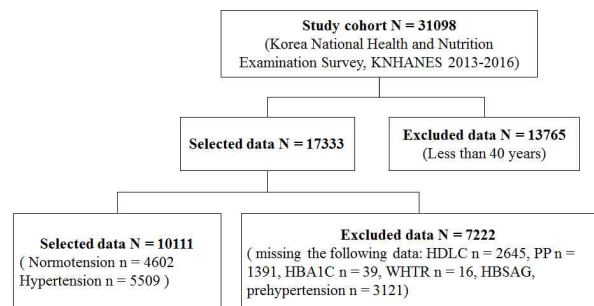 Study cohort N = 31098
(Korea National Health and Nutrition
Examination Survey, KNHANES 2013-2016)
Selected data N = 17333
Excluded data N = 13765
(Less than 40 years)
Selected data N = 10111
( Normotension n = 4602
Hypertension n = 5509 )
Excluded data N = 7222
( missing the following data: HDLC n = 2645, PP n =
1391, HBA1C n = 39, WHTR n = 16, HBSAG,
prehypertension n = 3121)